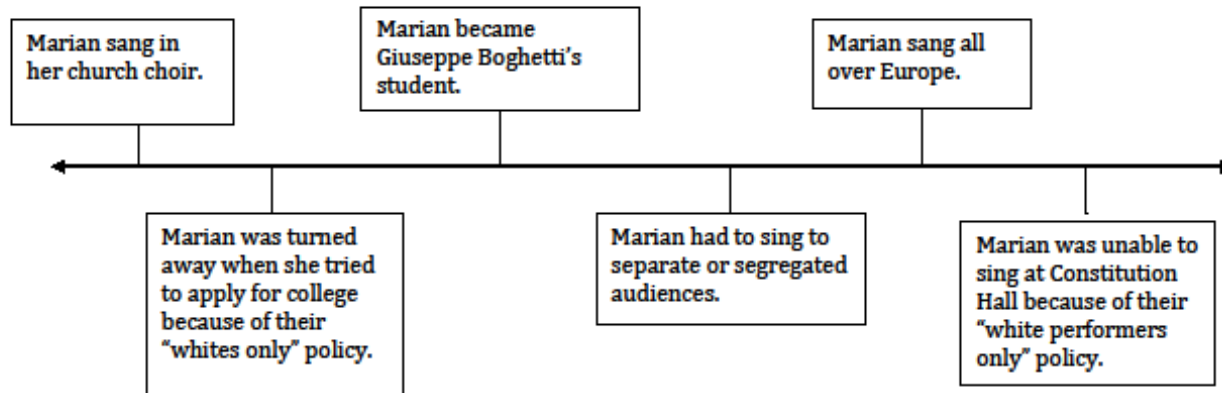 Marian sang in
her church choir.
Marian was turned
away when she tried
to apply for college
because of their
“whites only” policy.
Marian became
Giuseppe Boghetti’s
student.
Marian had to sing to
separate or segregated
audiences.
Marian sang all
over Europe.
Marian was unable to
sing at Constitution
Hall because of their
“white performers
only” policy.